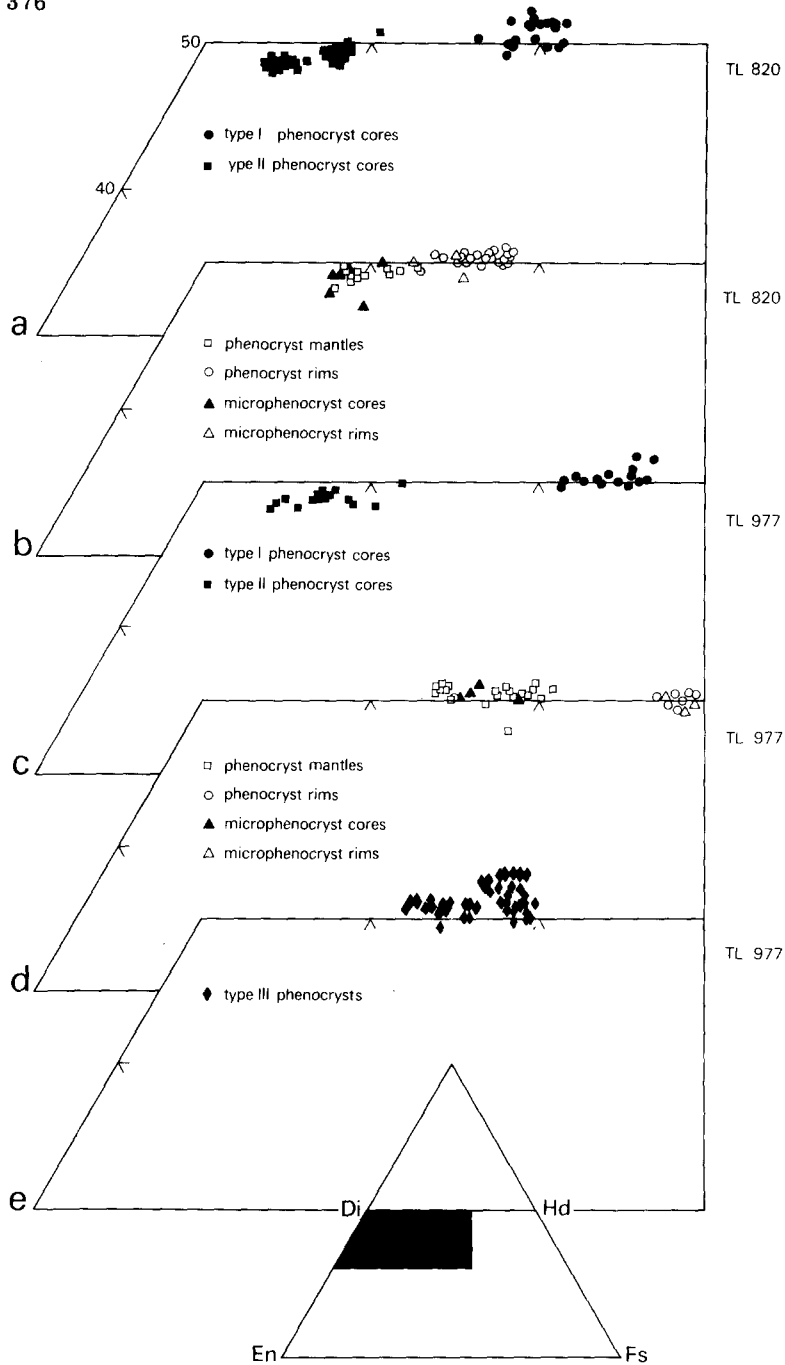 376
50
TL 820
type I phenocryst cores
ype II phenocryst cores
40
a
TL 820
phenocryst mantles
phenocryst rims
microphenocryst cores
microphenocryst rims
b
TL 977
type I phenocryst cores
type II phenocryst cores
c
TL 977
phenocryst mantles
phenocryst rims
microphenocryst cores
microphenocryst rims
d
TL 977
type III phenocrysts
e
Di Hd
En Fs